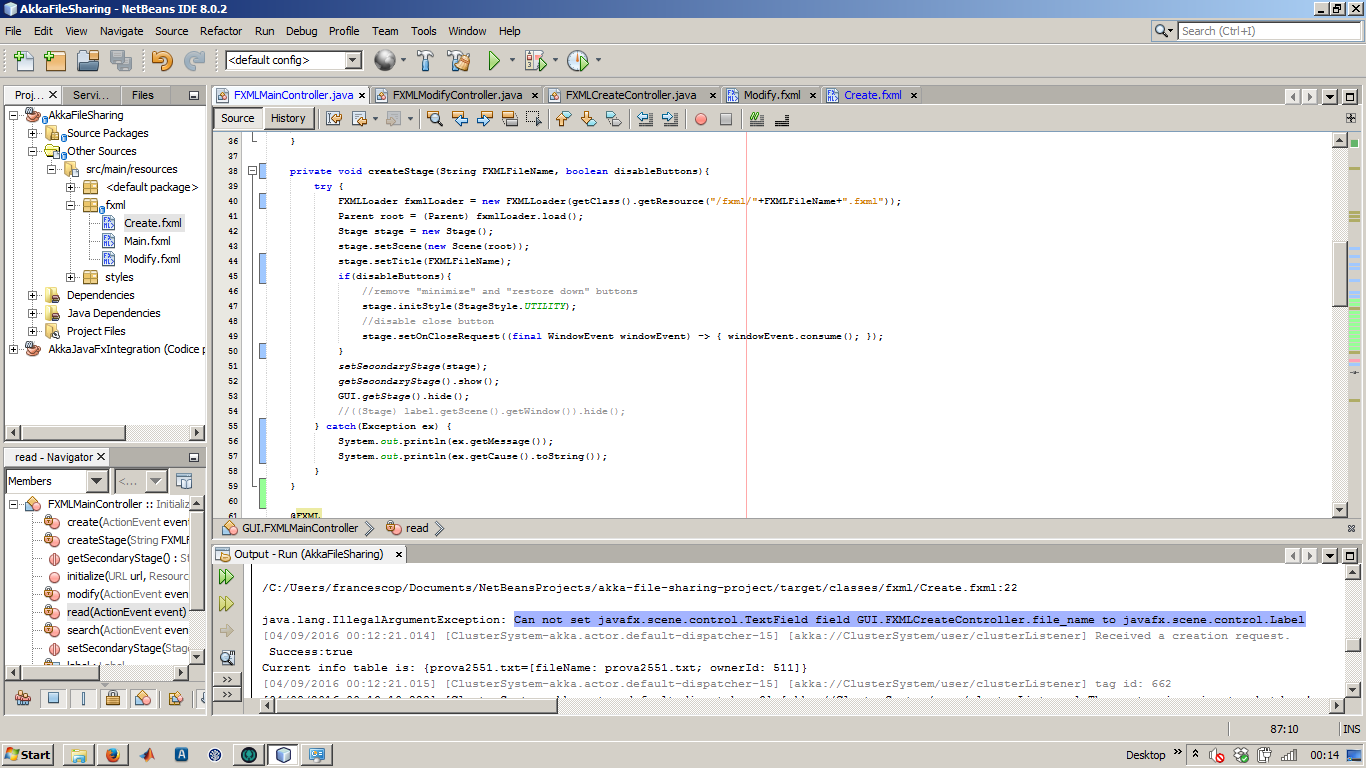 AkkaFileSharing - NetBeans IDE 8.0.2
File Edit View Navigate Source Refactor Run Debug Profile Team Tools Window Help
Search (Ctrl+I)
<default config>
Proj... Servi... Files
AkkaFileSharing
Source Packages
Other Sources
src/main/resources
<default package>
fxml
Create.fxml
Main.fxml
Modify.fxml
styles
Dependencies
Java Dependencies
Project Files
AkkaJavaFxIntegration (Codice p
read - Navigator
Members
<...
FXMLMainController :: Initializ
create(ActionEvent event
createStage(String FXMLF
getSecondaryStage() : St
initialize(URL url, Resourc
modify(ActionEvent even
read(ActionEvent event)
search(ActionEvent even
setSecondaryStage(Stag
FXMLMainController.java FXMLModifyController.java FXMLCreateController.java Modify.fxml Create.fxml
Source History
36 }
37
38 private void createStage(String FXMLFileName, boolean disableButtons){
39 try {
40 FXMLLoader fxmlLoader = new FXMLLoader(getClass().getResource("/fxml/"+FXMLFileName+".fxml"));
41 Parent root = (Parent) fxmlLoader.load();
42 Stage stage = new Stage();
43 stage.setScene(new Scene(root));
44 stage.setTitle(FXMLFileName);
45 if(disableButtons){
46 //remove "minimize" and "restore down" buttons
47 stage.initStyle(StageStyle.UTILITY);
48 //disable close button
49 stage.setOnCloseRequest((final WindowEvent windowEvent) -> { windowEvent.consume(); });
50 }
51 setSecondaryStage(stage);
52 getSecondaryStage().show();
53 GUI.getStage().hide();
54 //((Stage) label.getScene().getWindow()).hide();
55 } catch(Exception ex) {
56 System.out.println(ex.getMessage());
57 System.out.println(ex.getCause().toString());
58 }
59 }
60
61 @FXML
GUI.FXMLMainController read
Output - Run (AkkaFileSharing)
/C:/Users/francescop/Documents/NetBeansProjects/akka-file-sharing-project/target/classes/fxml/Create.fxml:22
java.lang.IllegalArgumentException: Can not set javafx.scene.control.TextField field GUI.FXMLCreateController.file_name to javafx.scene.control.Label
[04/09/2016 00:12:21.014] [ClusterSystem-akka.actor.default-dispatcher-15] [akka://ClusterSystem/user/clusterListener] Received a creation request.
Success:true
Current info table is: {prova2551.txt=[fileName: prova2551.txt; ownerId: 511]}
[04/09/2016 00:12:21.015] [ClusterSystem-akka.actor.default-dispatcher-15] [akka://ClusterSystem/user/clusterListener] tag id: 662
87:10 INS
Start
Desktop
00:14